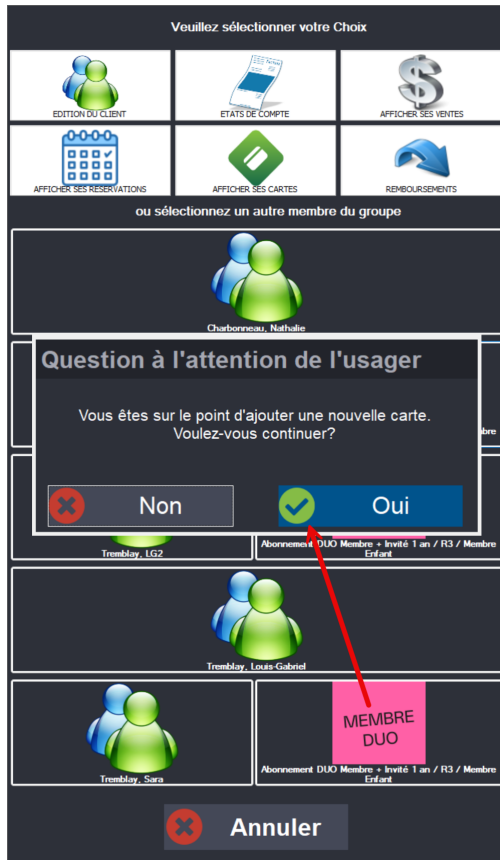 Veuillez sélectionner votre Choix
EDITION DU CLIENT
ETATS DE COMPTE
AFFICHER SES VENTES
AFFICHER SES RESERVATIONS
AFFICHER SES CARTES
REMBOURSEMENTS
ou sélectionnez un autre membre du groupe
Charbonneau, Nathalie
Question à l'attention de l'usager
Vous êtes sur le point d'ajouter une nouvelle carte.
Voulez-vous continuer?
Non
Oui
Tremblay, LG2
Abonnement DUO Membre + Invité 1 an / R3 / Membre
Enfant
Tremblay, Louis-Gabriel
Tremblay, Sara
MEMBRE
DUO
Abonnement DUO Membre + Invité 1 an / R3 / Membre
Enfant
Annuler